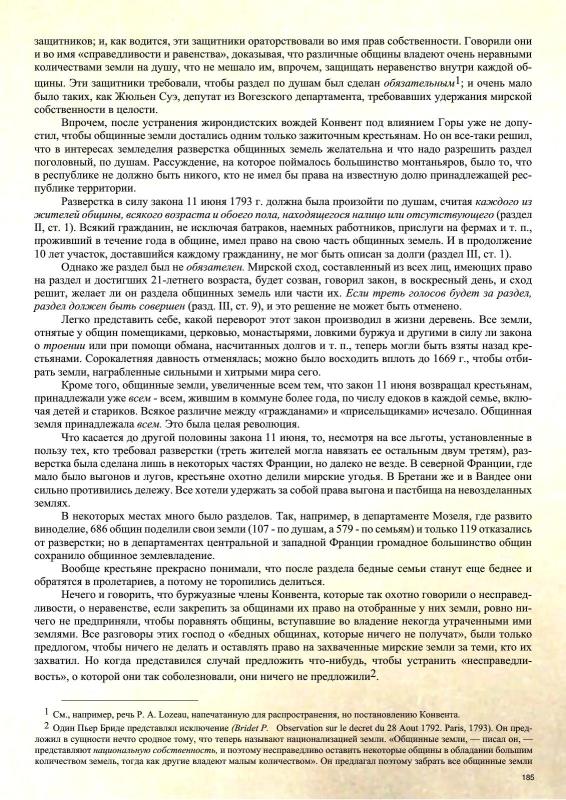 защитников; и, как водится, эти защитники ораторствовали во имя прав собственности. Говорили они
и во имя «справедливости и равенства», доказывая, что различные общины владеют очень неравными
количествами земли на душу, что не мешало им, впрочем, защищать неравенство внутри каждой об-
щины. Эти защитники требовали, чтобы раздел по душам был сделан обязательным1; и очень мало
было таких, как Жюльен Суэ, депутат из Вогезского департамента, требовавших удержания мирской
собственности в целости.
Впрочем, после устранения жирондистских вождей Конвент под влиянием Горы уже не допу-
стил, чтобы общинные земли достались одним только зажиточным крестьянам. Но он все-таки решил,
что в интересах земледелия разверстка общинных земель желательна и что надо разрешить раздел
поголовный, по душам. Рассуждение, на которое поймалось большинство монтаньяров, было то, что
в республике не должно быть никого, кто не имел бы права на известную долю принадлежащей рес-
публике территории.
Разверстка в силу закона 11 июня 1793 г. должна была произойти по душам, считая каждого из
жителей общины, всякого возраста и обоего пола, находящегося налицо или отсутствующего (раздел
II, ст. 1). Всякий гражданин, не исключая батраков, наемных работников, прислуги на фермах и т. п.,
проживший в течение года в общине, имел право на свою часть общинных земель. И в продолжение
10 лет участок, доставшийся каждому гражданину, не мог быть описан за долги (раздел III, ст. 1).
Однако же раздел был не обязателен. Мирской сход, составленный из всех лиц, имеющих право
на раздел и достигших 21-летнего возраста, будет созван, говорил закон, в воскресный день, и сход
решит, желает ли он раздела общинных земель или части их. Если треть голосов будет за раздел,
раздел должен быть совершен (разд. III, ст. 9), и это решение не может быть отменено.
Легко представить себе, какой переворот этот закон производил в жизни деревень. Все земли,
отнятые у общин помещиками, церковью, монастырями, ловкими буржуа и другими в силу ли закона
о троении или при помощи обмана, насчитанных долгов и т. п., теперь могли быть взяты назад кре-
стьянами. Сорокалетняя давность отменялась; можно было восходить вплоть до 1669 г., чтобы отби-
рать земли, награбленные сильными и хитрыми мира сего.
Кроме того, общинные земли, увеличенные всем тем, что закон 11 июня возвращал крестьянам,
принадлежали уже всем - всем, жившим в коммуне более года, по числу едоков в каждой семье, вклю-
чая детей и стариков. Всякое различие между «гражданами» и «присельщиками» исчезало. Общинная
земля принадлежала всем. Это была целая революция.
Что касается до другой половины закона 11 июня, то, несмотря на все льготы, установленные в
пользу тех, кто требовал разверстки (треть жителей могла навязать ее остальным двум третям), раз-
верстка была сделана лишь в некоторых частях Франции, но далеко не везде. В северной Франции, где
мало было выгонов и лугов, крестьяне охотно делили мирские угодья. В Бретани же и в Вандее они
сильно противились дележу. Все хотели удержать за собой права выгона и пастбища на невозделанных
землях.
В некоторых местах много было разделов. Так, например, в департаменте Мозеля, где развито
виноделие, 686 общин поделили свои земли (107 - по душам, а 579 - по семьям) и только 119 отказались
от разверстки; но в департаментах центральной и западной Франции громадное большинство общин
сохранило общинное землевладение.
Вообще крестьяне прекрасно понимали, что после раздела бедные семьи станут еще беднее и
обратятся в пролетариев, а потому не торопились делиться.
Нечего и говорить, что буржуазные члены Конвента, которые так охотно говорили о несправед-
ливости, о неравенстве, если закрепить за общинами их право на отобранные у них земли, ровно ни-
чего не предприняли, чтобы поравнять общины, вступавшие во владение некогда утраченными ими
землями. Все разговоры этих господ о «бедных общинах, которые ничего не получат», были только
предлогом, чтобы ничего не делать и оставлять право на захваченные мирские земли за теми, кто их
захватил. Но когда представился случай предложить что-нибудь, чтобы устранить «несправедли-
вость», о которой они так соболезновали, они ничего не предложили2.
1 См., например, речь P. A. Lozeau, напечатанную для распространения, но постановлению Конвента.
2 Один Пьер Бриде представлял исключение (Bridet P. Observation sur le decret du 28 Aout 1792. Paris, 1793). Он пред-
ложил в сущности нечто сродное тому, что теперь называют национализацией земли. «Общинные земли, — писал он, —
представляют национальную собственность, и поэтому несправедливо оставить некоторые общины в обладании большим
количеством земель, тогда как другие владеют малым количеством». Он предлагал поэтому забрать все общинные земли
185